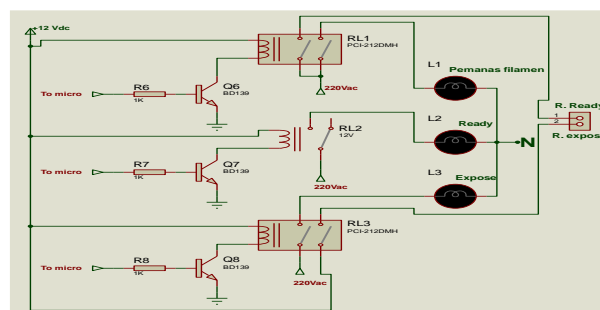 +12 Vdc
RL1
PCI-212DMH
L1
Pemanas filamen
R6
1K
Q6
BD139
To micro
220Vac
R. Ready
1
2
R. expos
L2
Ready
N
RL2
12V
R7
1K
Q7
BD139
To micro
220Vac
L3
Expose
RL3
PCI-212DMH
R8
1K
Q8
BD139
To micro
220Vac